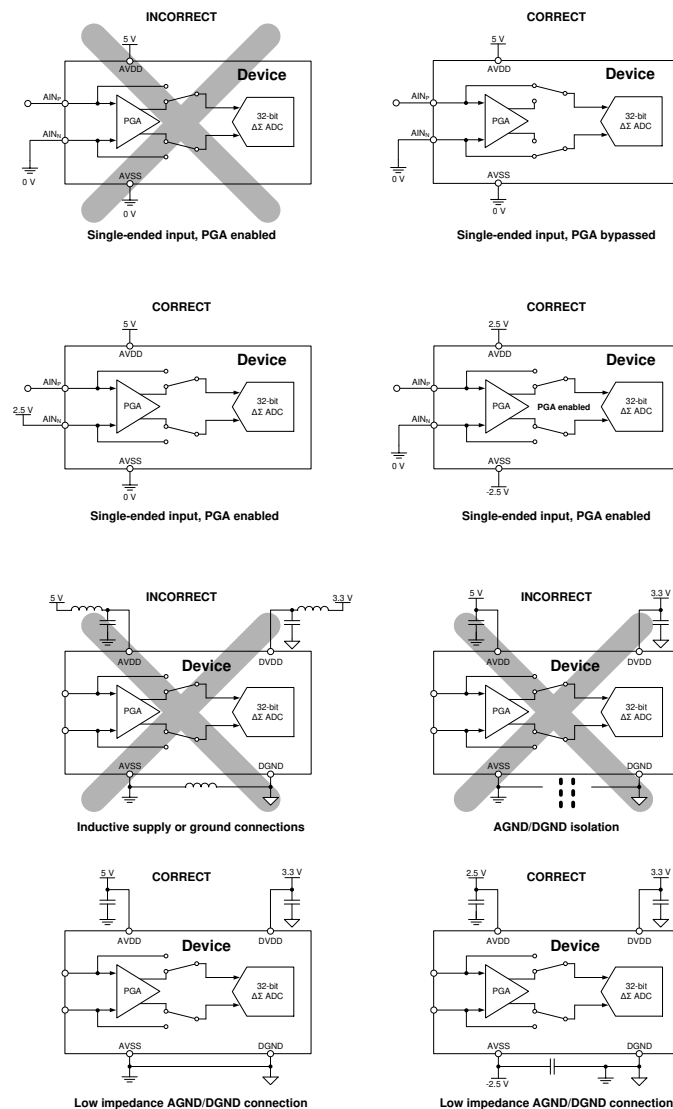 INCORRECT
5 V
AVDD
Device
AINP
PGA
32-bit
ΔΣ ADC
AINN
0 V
AVSS
0 V
Single-ended input, PGA enabled
CORRECT
5 V
AVDD
Device
AINP
PGA
32-bit
ΔΣ ADC
AINN
0 V
AVSS
0 V
Single-ended input, PGA bypassed
CORRECT
5 V
AVDD
Device
AINP
PGA
32-bit
ΔΣ ADC
2.5 V
AINN
AVSS
0 V
Single-ended input, PGA enabled
CORRECT
2.5 V
AVDD
Device
AINP
PGA
PGA enabled
32-bit
ΔΣ ADC
AINN
0 V
AVSS
-2.5 V
Single-ended input, PGA enabled
INCORRECT
5 V
3.3 V
AVDD
DVDD
Device
PGA
32-bit
ΔΣ ADC
AVSS
DGND
Inductive supply or ground connections
INCORRECT
5 V
3.3 V
AVDD
DVDD
Device
PGA
32-bit
ΔΣ ADC
AVSS
DGND
AGND/DGND isolation
CORRECT
5 V
3.3 V
AVDD
DVDD
Device
PGA
32-bit
ΔΣ ADC
AVSS
DGND
Low impedance AGND/DGND connection
CORRECT
2.5 V
3.3 V
AVDD
DVDD
Device
PGA
32-bit
ΔΣ ADC
AVSS
DGND
-2.5 V
Low impedance AGND/DGND connection